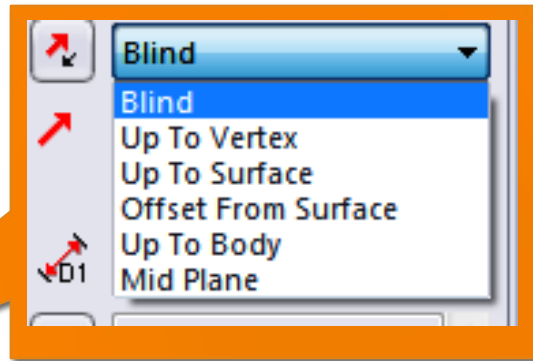 Blind
Blind
Up To Vertex
Up To Surface
Offset From Surface
Up To Body
D1
Mid Plane